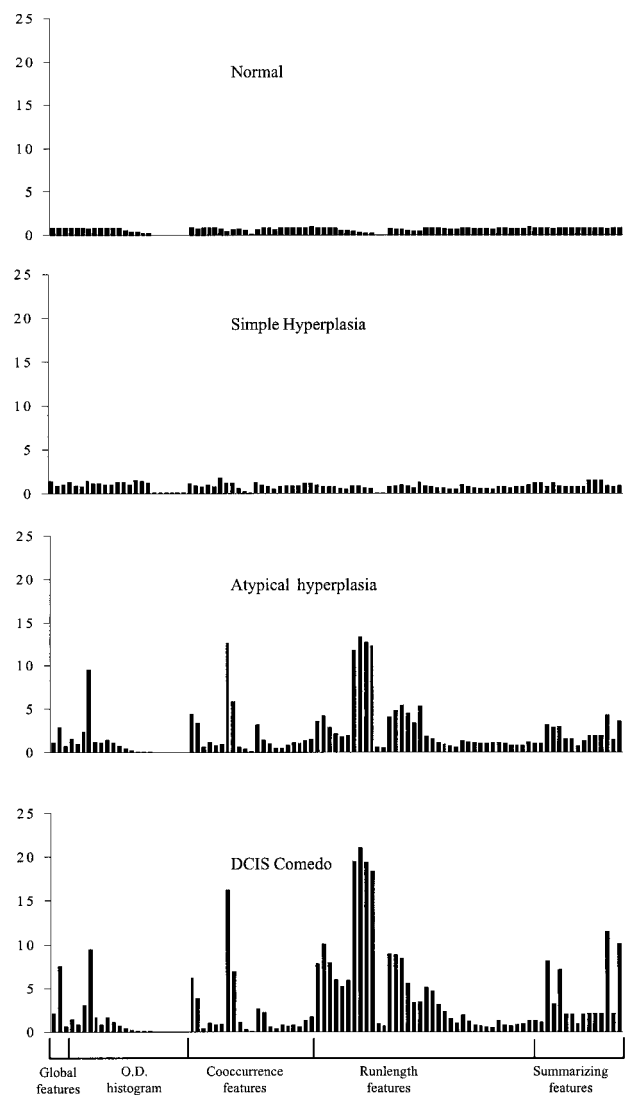 25
20
15
10
5
0
Normal
25
20
15
10
5
0
Simple Hyperplasia
25
20
15
10
5
0
Atypical hyperplasia
25
20
15
10
5
0
DCIS Comedo
Global features
O.D. histogram
Cooccurrence features
Runlength features
Summarizing features